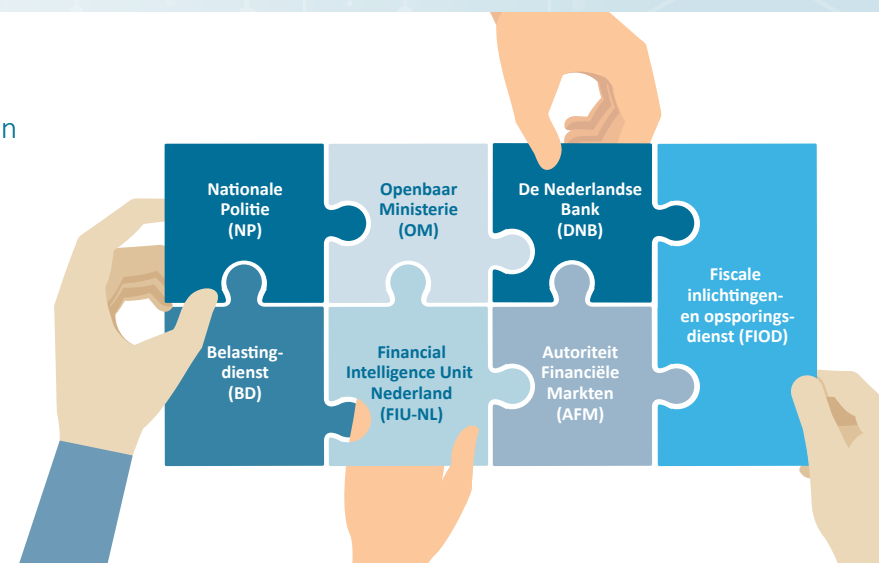 n
Nationale
Politie
(NP)
Openbaar
Ministerie
(OM)
De Nederlandse
Bank
(DNB)
Fiscale
inlichtingen-
en opsporings-
dienst (FIOD)
Belasting-
dienst
(BD)
Financial
Intelligence Unit
Nederland
(FIU-NL)
Autoriteit
Financiële
Markten
(AFM)